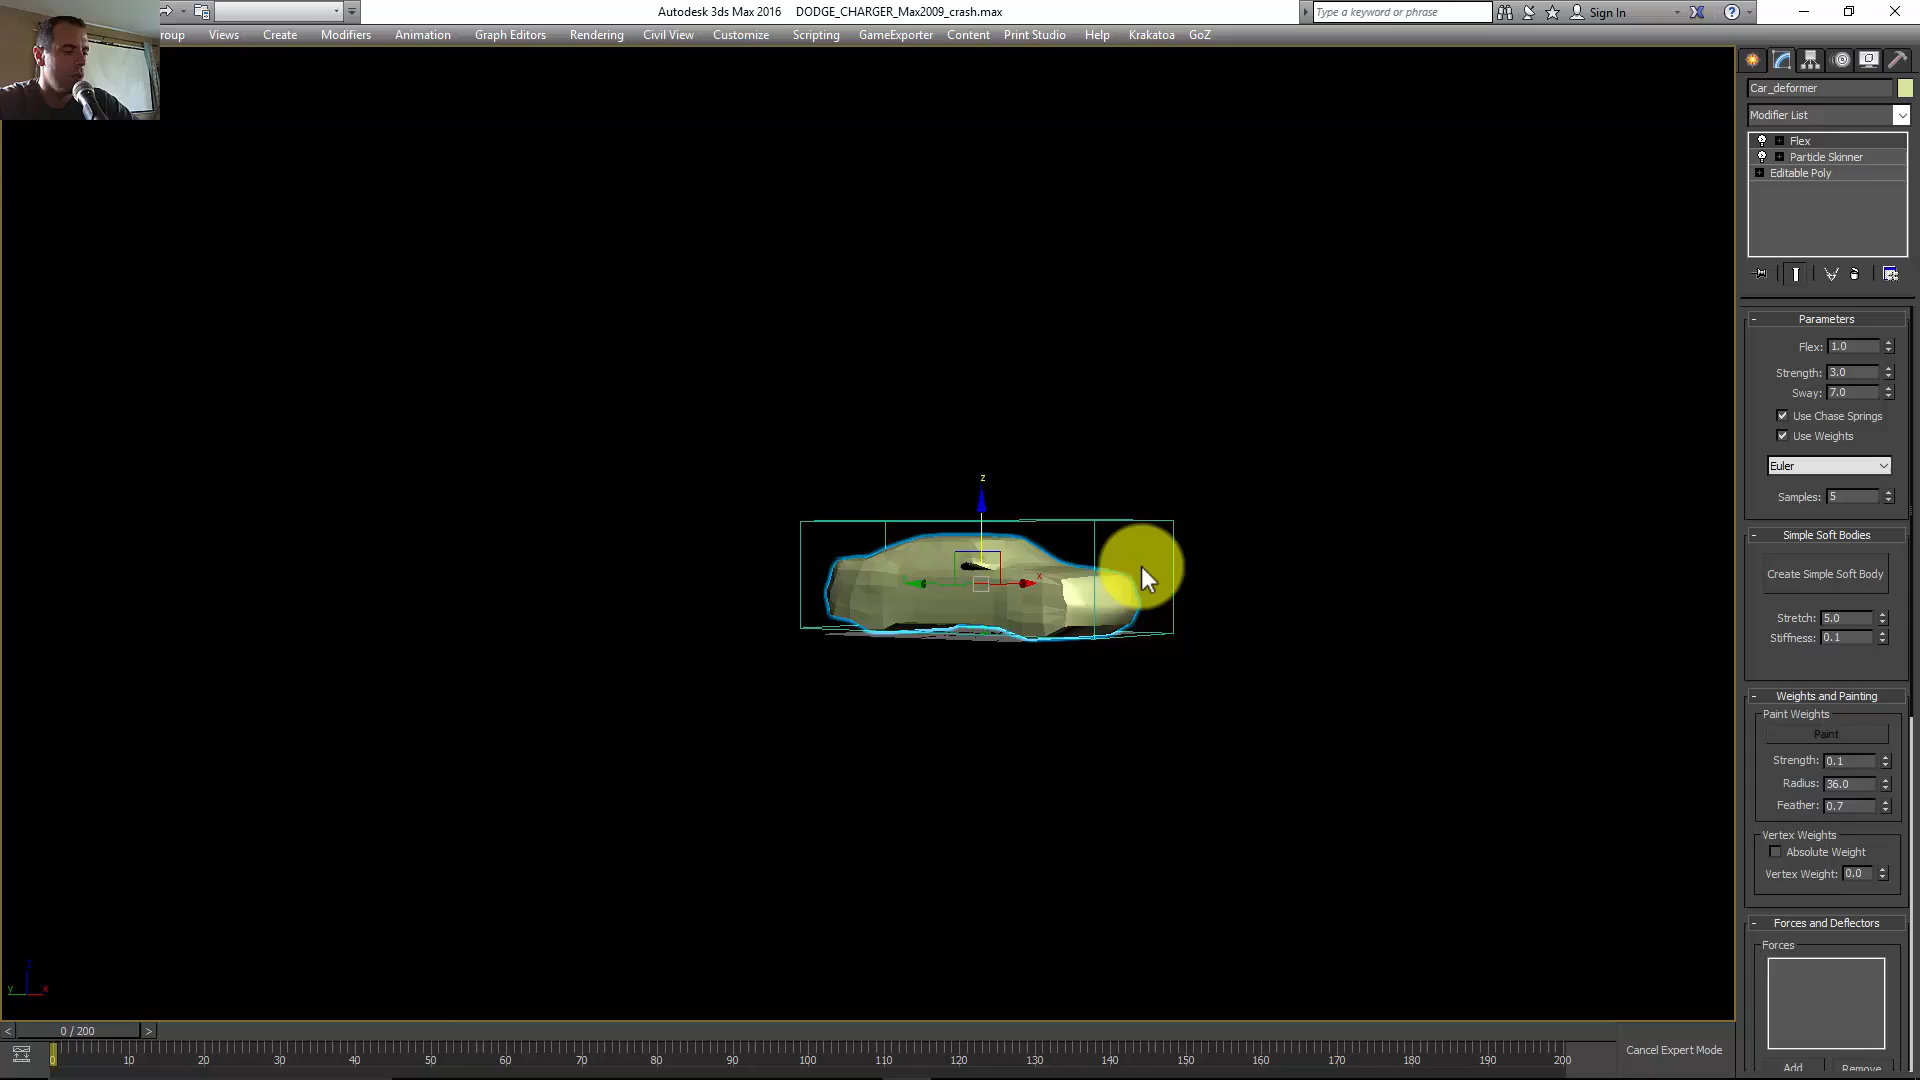 Autodesk 3ds Max 2016 DODGE_CHARGER_Max2009_crash.max
Type a keyword or phrase
Sign In
roup Views Create Modifiers Animation Graph Editors Rendering Civil View Customize Scripting GameExporter Content Print Studio Help Krakatoa GoZ
Car_deformer
Modifier List
Flex
Particle Skinner
Editable Poly
Parameters
Flex: 1.0
Strength: 3.0
Sway: 7.0
Use Chase Springs
Use Weights
Euler
Samples: 5
Simple Soft Bodies
Create Simple Soft Body
Stretch: 5.0
Stiffness: 0.1
Weights and Painting
Paint Weights
Paint
Strength: 0.1
Radius: 36.0
Feather: 0.7
Vertex Weights
Absolute Weight
Vertex Weight: 0.0
Forces and Deflectors
Forces
Add Remove
z
x
z
y x
< 0 / 200 >
0 10 20 30 40 50 60 70 80 90 100 110 120 130 140 150 160 170 180 190 200
Cancel Expert Mode